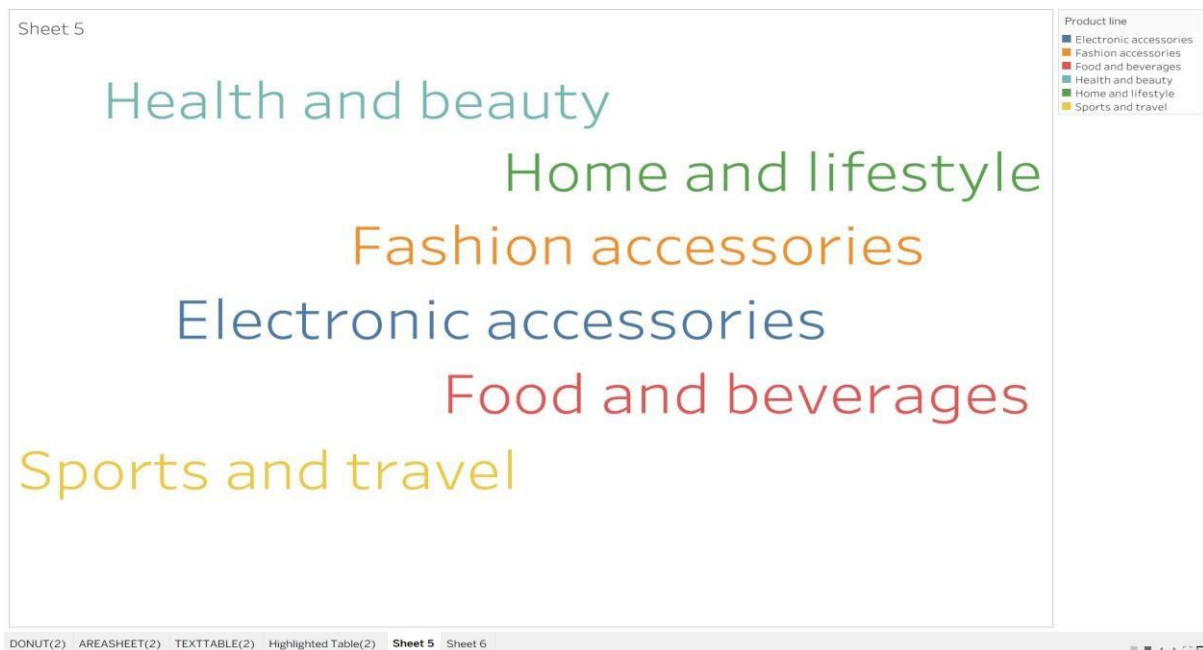 Sheet 5
Health and beauty
Home and lifestyle
Fashion accessories
Electronic accessories
Food and beverages
Sports and travel
Product line
Electronic accessories
Fashion accessories
Food and beverages
Health and beauty
Home and lifestyle
Sports and travel
DONUT(2) AREASHEET(2) TEXTTABLE(2) Highlighted Table(2) Sheet 5 Sheet 6